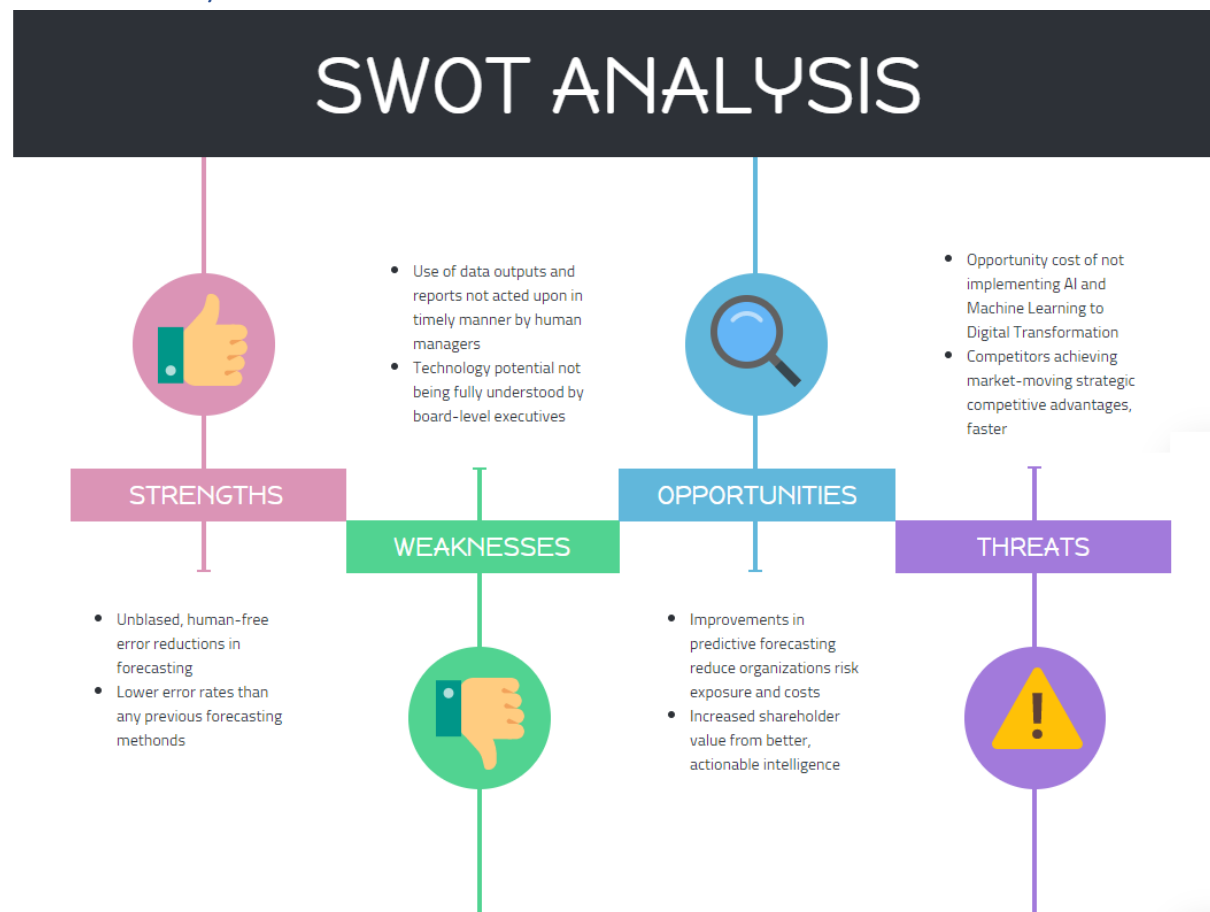 SWOT ANALYSIS
STRENGTHS
• Unblased, human-free
error reductions in
forecasting
• Lower error rates than
any previous forecasting
methonds
• Use of data outputs and
reports not acted upon in
timely manner by human
managers
• Technology potential not
being fully understood by
board-level executives
WEAKNESSES
OPPORTUNITIES
• Improvements in
predictive forecasting
reduce organizations risk
exposure and costs
• Increased shareholder
value from better,
actionable intelligence
• Opportunity cost of not
implementing AI and
Machine Learning to
Digital Transformation
• Competitors achieving
market-moving strategic
competitive advantages,
faster
THREATS